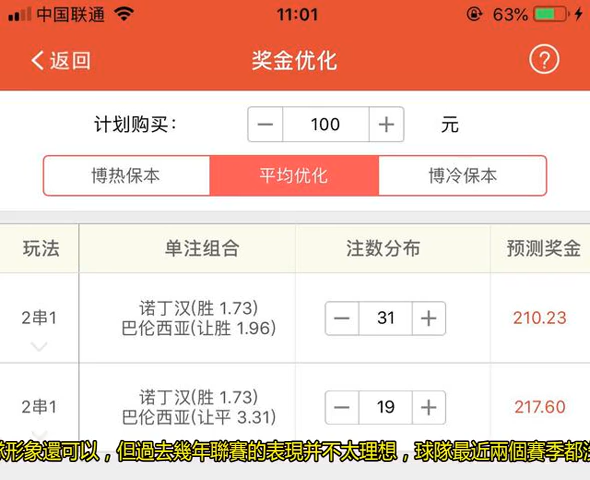 中国联通 11:01 63%
返回 奖金优化 ?
计划购买： － 100 ＋ 元
博热保本 平均优化 博冷保本
玩法 单注组合 注数分布 预测奖金
诺丁汉(胜 1.73)
2串1 － 31 ＋ 210.23
巴伦西亚(让胜 1.96)
诺丁汉(胜 1.73)
2串1 － 19 ＋ 217.60
巴伦西亚(让平 3.31)
形象還可以，但過去幾年聯賽的表現并不太理想，球隊最近兩個賽季都